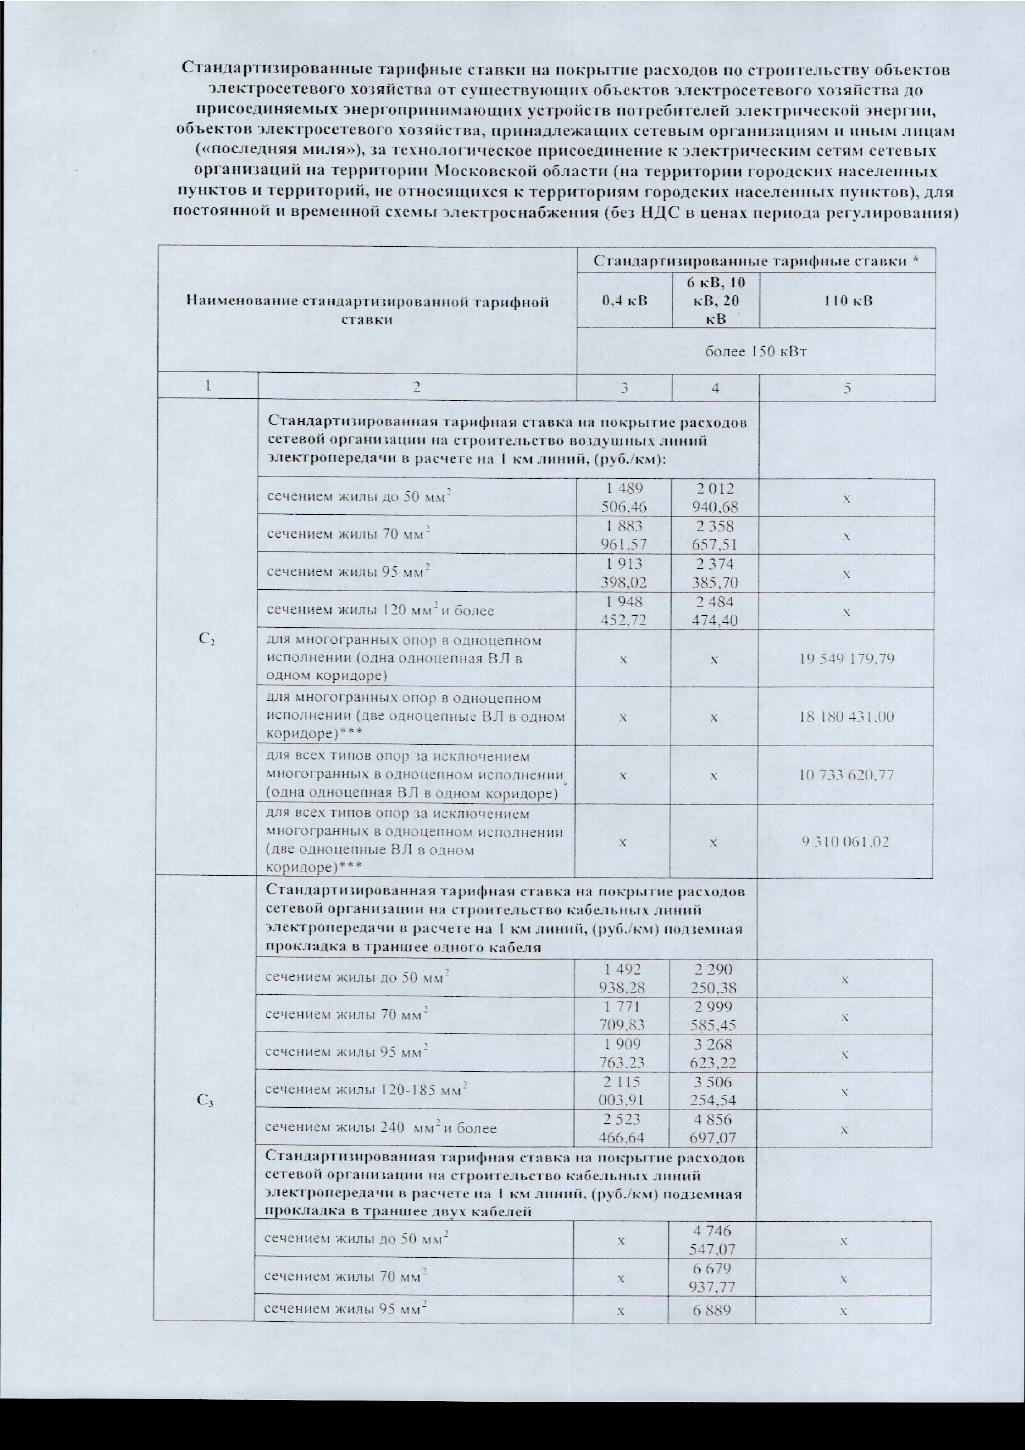 Стандартизированные тарифные ставки на покрытие расходов по строительству объектов
электросетевого хозяйства от существующих объектов электросетевого хозяйства до
присоединяемых энергопринимающих устройств потребителей электрической энергии,
объектов электросетевого хозяйства, принадлежащих сетевым организациям и иным лицам
(«последняя миля»), за технологическое присоединение к электрическим сетям сетевых
организаций на территории Московской области (на территории городских населенных
пунктов и территорий, не относящихся к территориям городских населенных пунктов), для
постоянной и временной схемы электроснабжения (без НДС в ценах периода регулирования)
Наименование стандартизированной тарифной
ставки
Стандартизированные тарифные ставки *
0,4 кВ
6 кВ, 10
кВ, 20
кВ
110 кВ
более 150 кВт
1 2 3 4 5
С2
Стандартизированная тарифная ставка на покрытие расходов
сетевой организации на строительство воздушных линий
электропередачи в расчете на 1 км линий, (руб./км):
сечением жилы до 50 мм2
1 489
506,46
2 012
940,68
х
сечением жилы 70 мм2
1 883
961,57
2 358
657,51
х
сечением жилы 95 мм2
1 913
398,02
2 374
385,70
х
сечением жилы 120 мм2 и более
1 948
452,72
2 484
474,40
х
для многогранных опор в одноцепном
исполнении (одна одноцепная ВЛ в
одном коридоре)
х х 19 549 179,79
для многогранных опор в одноцепном
исполнении (две одноцепные ВЛ в одном
коридоре)***
х х 18 180 431,00
для всех типов опор за исключением
многогранных в одноцепном исполнении
(одна одноцепная ВЛ в одном коридоре)
х х 10 733 620,77
для всех типов опор за исключением
многогранных в одноцепном исполнении
(две одноцепные ВЛ в одном
коридоре)***
х х 9 310 061,02
С3
Стандартизированная тарифная ставка на покрытие расходов
сетевой организации на строительство кабельных линий
электропередачи в расчете на 1 км линий, (руб./км) подземная
прокладка в траншее одного кабеля
сечением жилы до 50 мм2
1 492
938,28
2 290
250,38
х
сечением жилы 70 мм2
1 771
709,83
2 999
585,45
х
сечением жилы 95 мм2
1 909
763,23
3 268
623,22
х
сечением жилы 120-185 мм2
2 115
003,91
3 506
254,54
х
сечением жилы 240 мм2 и более
2 523
466,64
4 856
697,07
х
Стандартизированная тарифная ставка на покрытие расходов
сетевой организации на строительство кабельных линий
электропередачи в расчете на 1 км линий, (руб./км) подземная
прокладка в траншее двух кабелей
сечением жилы до 50 мм2
х
4 746
547,07
х
сечением жилы 70 мм2
х
6 679
937,77
х
сечением жилы 95 мм2
х 6 889 х